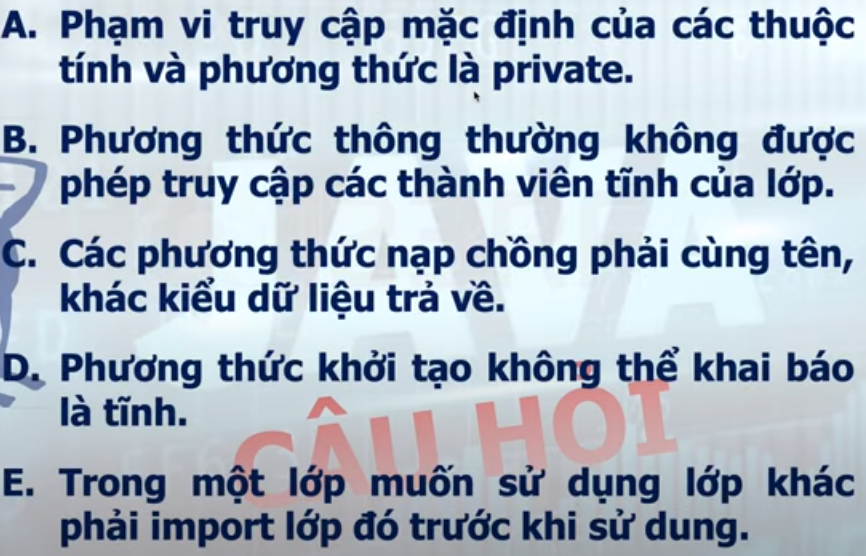 A. Phạm vi truy cập mặc định của các thuộc
tính và phương thức là private.
B. Phương thức thông thường không được
phép truy cập các thành viên tĩnh của lớp.
C. Các phương thức nạp chồng phải cùng tên,
khác kiểu dữ liệu trả về.
D. Phương thức khởi tạo không thể khai báo
là tĩnh.
E. Trong một lớp muốn sử dụng lớp khác
phải import lớp đó trước khi sử dung.
JAVA
CÂU HỎI